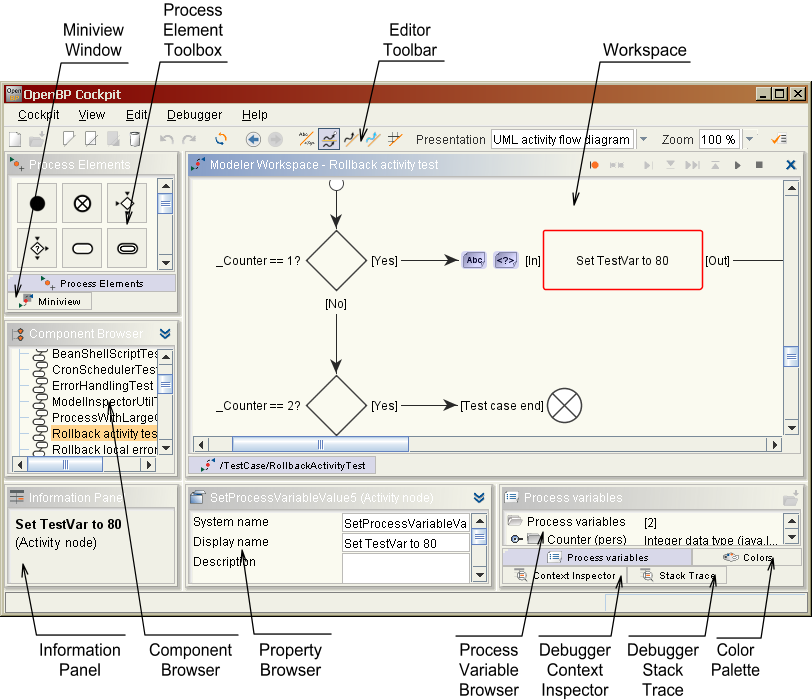 Miniview
Window
Process
Element
Toolbox
Editor
Toolbar
Workspace
Open
BP
OpenBP Cockpit
Cockpit View Edit Debugger Help
Presentation UML activity flow diagram Zoom 100 %
Process Elements
Process Elements
Miniview
Modeler Workspace - Rollback activity test
_Counter == 1? [Yes] Abc <?> [In] Set TestVar to 80 [Out]
[No]
_Counter == 2? [Yes] [Test case end]
/TestCase/RollbackActivityTest
Component Browser
BeanShellScriptTes
CronSchedulerTest
ErrorHandlingTest
ModelInspectorUtil
ProcessWithLarge
Rollback activity tes
Rollback local error
Information Panel
Set TestVar to 80
(Activity node)
SetProcessVariableValue5 (Activity node)
System name SetProcessVariableVa
Display name Set TestVar to 80
Description
Process variables
Process variables [2]
Counter (pers) Integer data type (java.l...
Process variables Colors
Context Inspector Stack Trace
Information
Panel
Component
Browser
Property
Browser
Process
Variable
Browser
Debugger
Context
Inspector
Debugger
Stack
Trace
Color
Palette